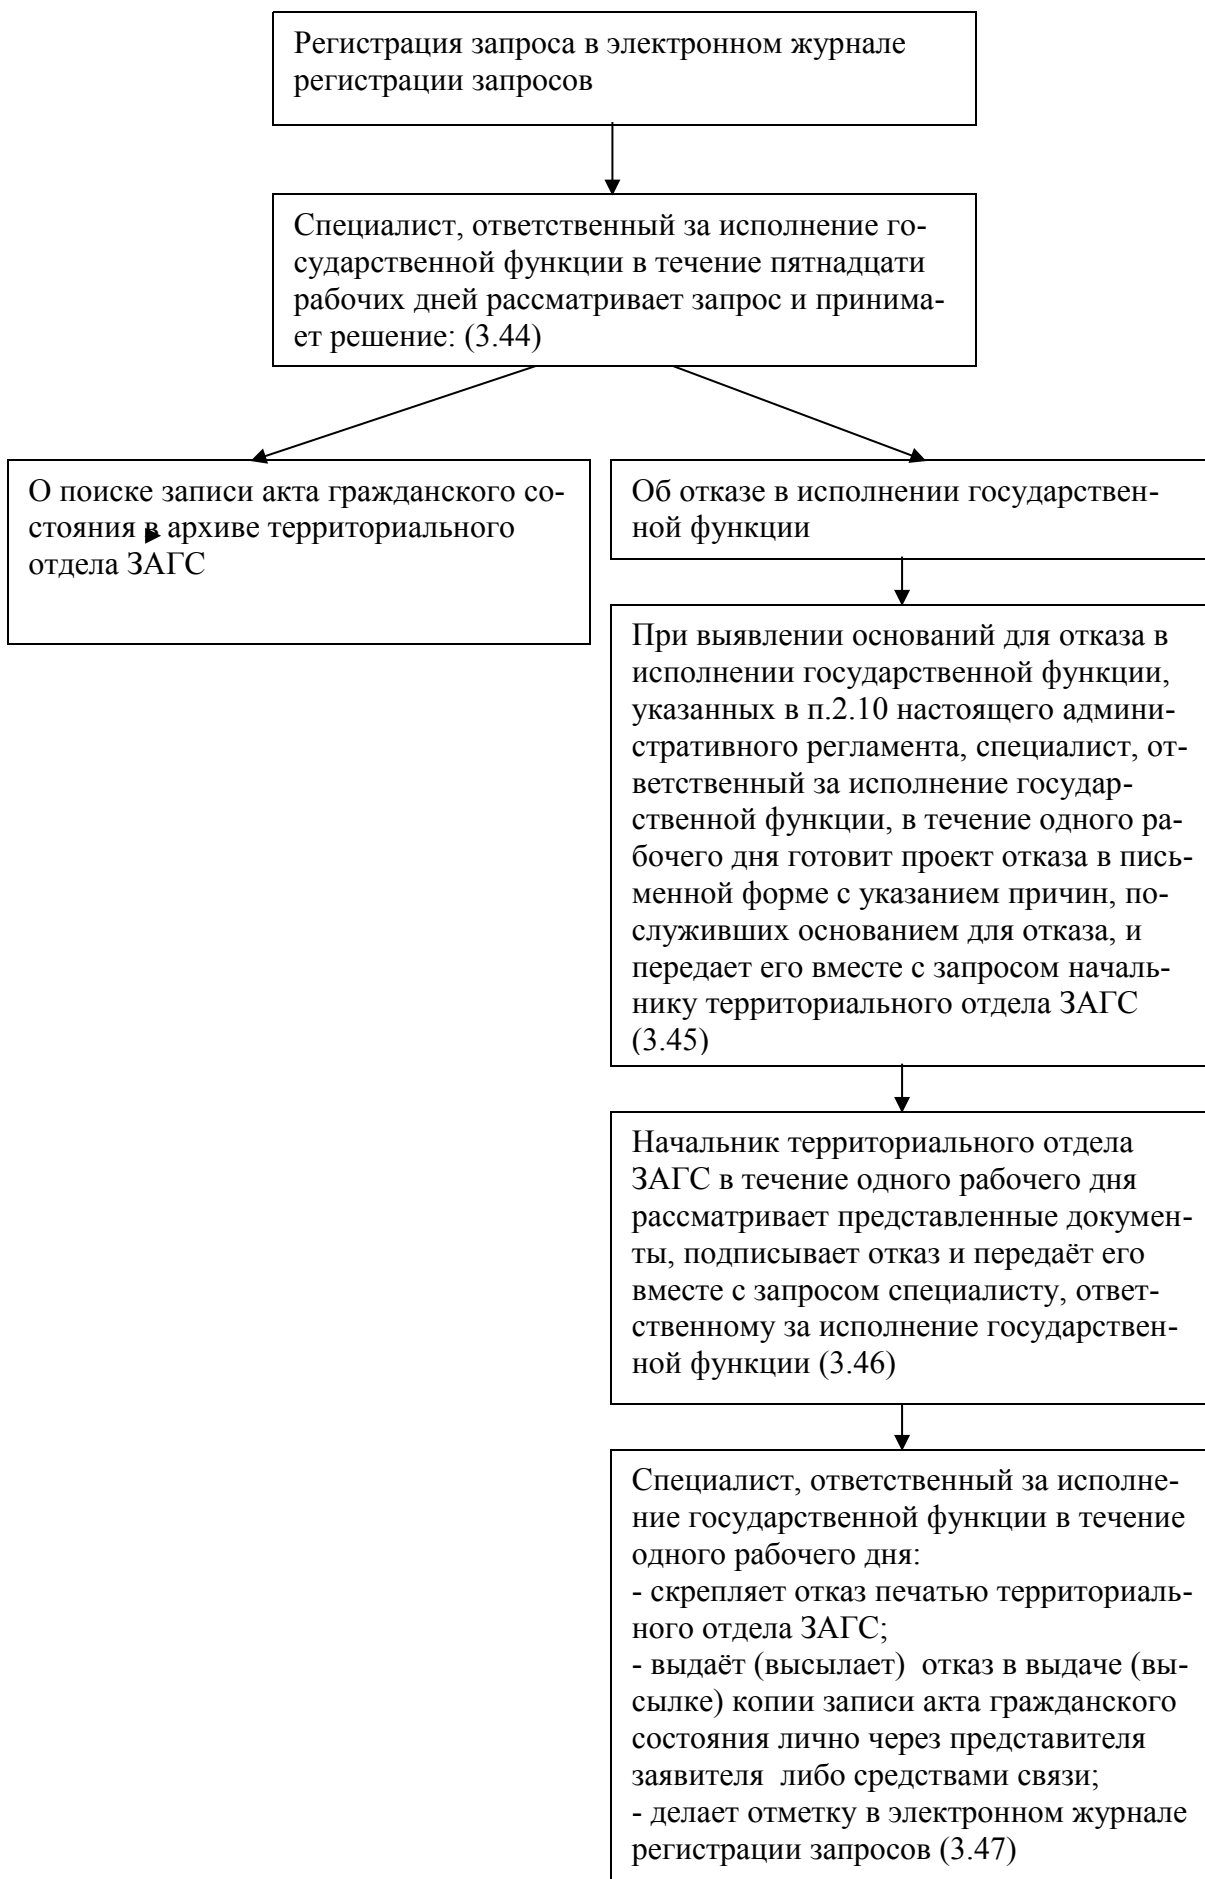 Регистрация запроса в электронном журнале
регистрации запросов
Специалист, ответственный за исполнение го-
сударственной функции в течение пятнадцати
рабочих дней рассматривает запрос и принима-
ет решение: (3.44)
О поиске записи акта гражданского со-
стояния в архиве территориального
отдела ЗАГС
Об отказе в исполнении государствен-
ной функции
При выявлении оснований для отказа в
исполнении государственной функции,
указанных в п.2.10 настоящего админи-
стративного регламента, специалист, от-
ветственный за исполнение государ-
ственной функции, в течение одного ра-
бочего дня готовит проект отказа в пись-
менной форме с указанием причин, по-
служивших основанием для отказа, и
передает его вместе с запросом началь-
нику территориального отдела ЗАГС
(3.45)
Начальник территориального отдела
ЗАГС в течение одного рабочего дня
рассматривает представленные докумен-
ты, подписывает отказ и передаёт его
вместе с запросом специалисту, ответ-
ственному за исполнение государствен-
ной функции (3.46)
Специалист, ответственный за исполне-
ние государственной функции в течение
одного рабочего дня:
- скрепляет отказ печатью территориаль-
ного отдела ЗАГС;
- выдаёт (высылает)  отказ в выдаче (вы-
сылке) копии записи акта гражданского
состояния лично через представителя
заявителя  либо средствами связи;
- делает отметку в электронном журнале
регистрации запросов (3.47)